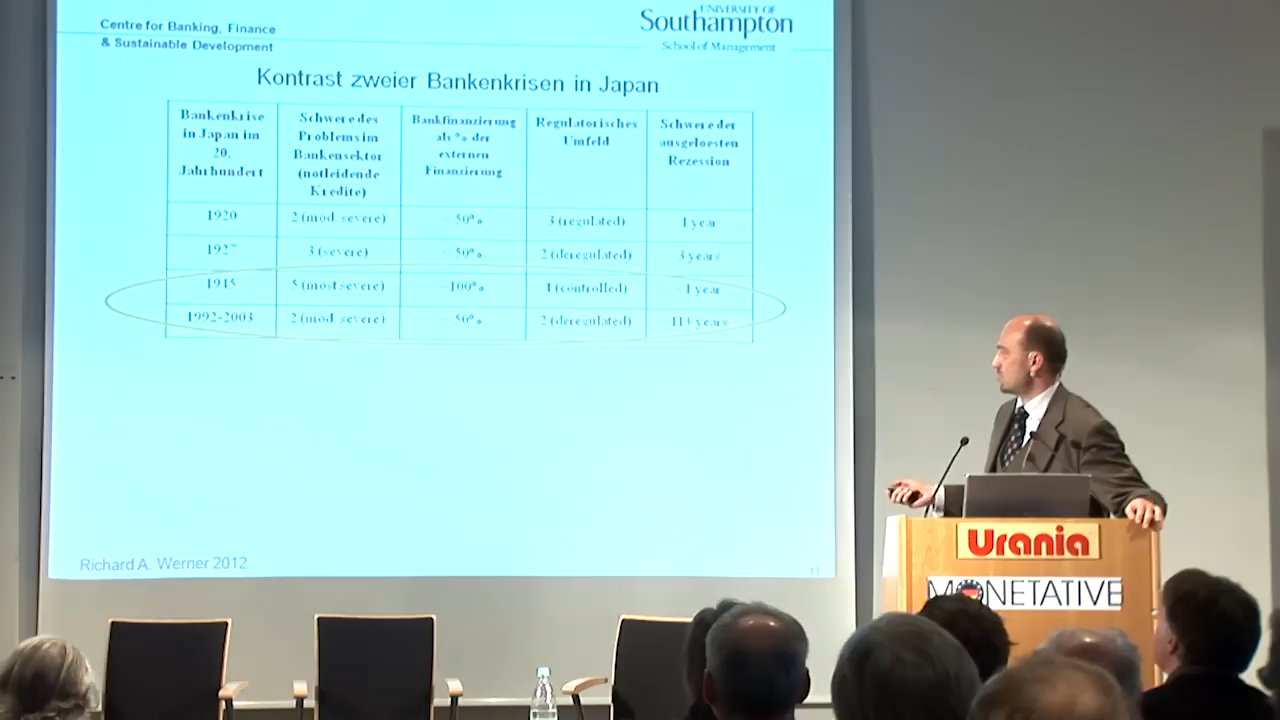 Centre for Banking, Finance
& Sustainable Development
UNIVERSITY OF
Southampton
School of Management
Kontrast zweier Bankenkrisen in Japan
Bankenkrise
in Japan im
20.
Jahrhundert
Schwere des
Problems im
Bankensektor
(notleidende
Kredite)
Bankfinanzierung
als % der
externen
Finanzierung
Regulatorisches
Umfeld
Schwere der
ausgeloesten
Rezession
1920 2 (mod. severe) ~50% 3 (regulated) 1 year
1927 3 (severe) ~50% 2 (deregulated) 3 years
1945 5 (most severe) ~100% 4 (controlled) ~1 year
1992-2003 2 (mod. severe) ~50% 2 (deregulated) 11+ years
Richard A. Werner 2012
Urania
MONETATIVE